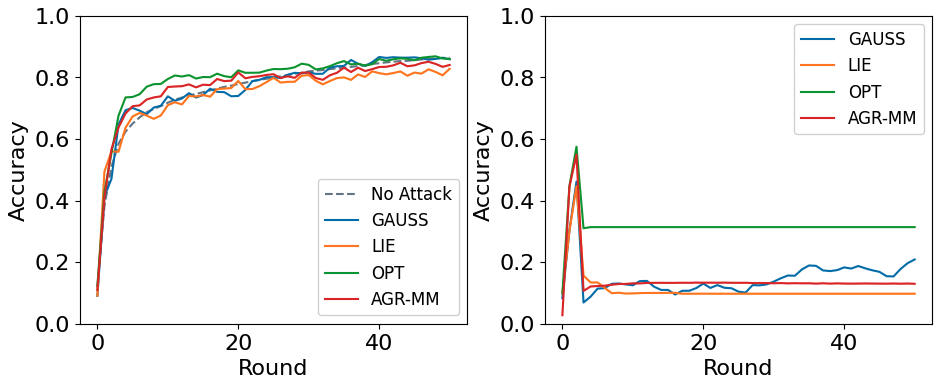 1.0
0.8
0.6
0.4
0.2
0.0
Accuracy
No Attack
GAUSS
LIE
OPT
AGR-MM
0 20 40
Round
1.0
0.8
0.6
0.4
0.2
0.0
Accuracy
GAUSS
LIE
OPT
AGR-MM
0 20 40
Round